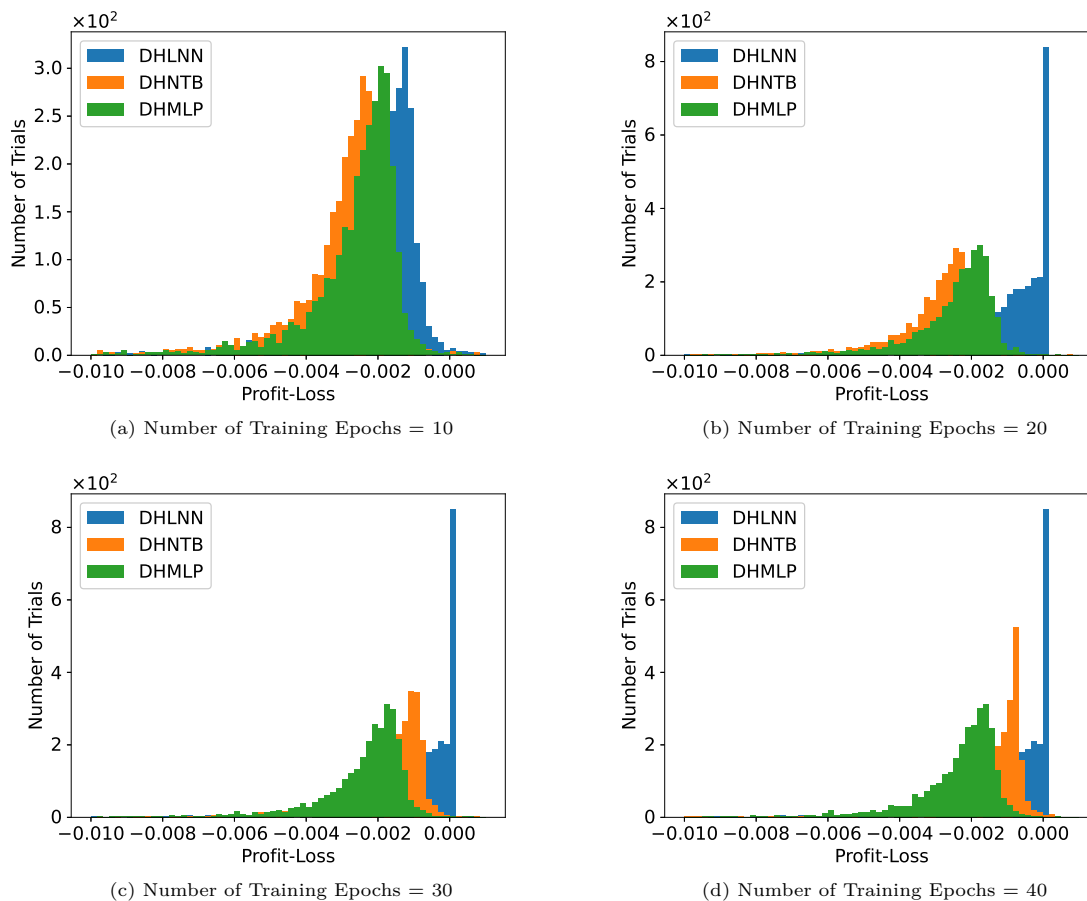 ×10²
DHLNN
DHNTB
DHMLP
Number of Trials
3.0
2.5
2.0
1.5
1.0
0.5
0.0
−0.010 −0.008 −0.006 −0.004 −0.002 0.000
Profit-Loss
(a) Number of Training Epochs = 10
×10²
DHLNN
DHNTB
DHMLP
Number of Trials
8
6
4
2
0
−0.010 −0.008 −0.006 −0.004 −0.002 0.000
Profit-Loss
(b) Number of Training Epochs = 20
×10²
DHLNN
DHNTB
DHMLP
Number of Trials
8
6
4
2
0
−0.010 −0.008 −0.006 −0.004 −0.002 0.000
Profit-Loss
(c) Number of Training Epochs = 30
×10²
DHLNN
DHNTB
DHMLP
Number of Trials
8
6
4
2
0
−0.010 −0.008 −0.006 −0.004 −0.002 0.000
Profit-Loss
(d) Number of Training Epochs = 40